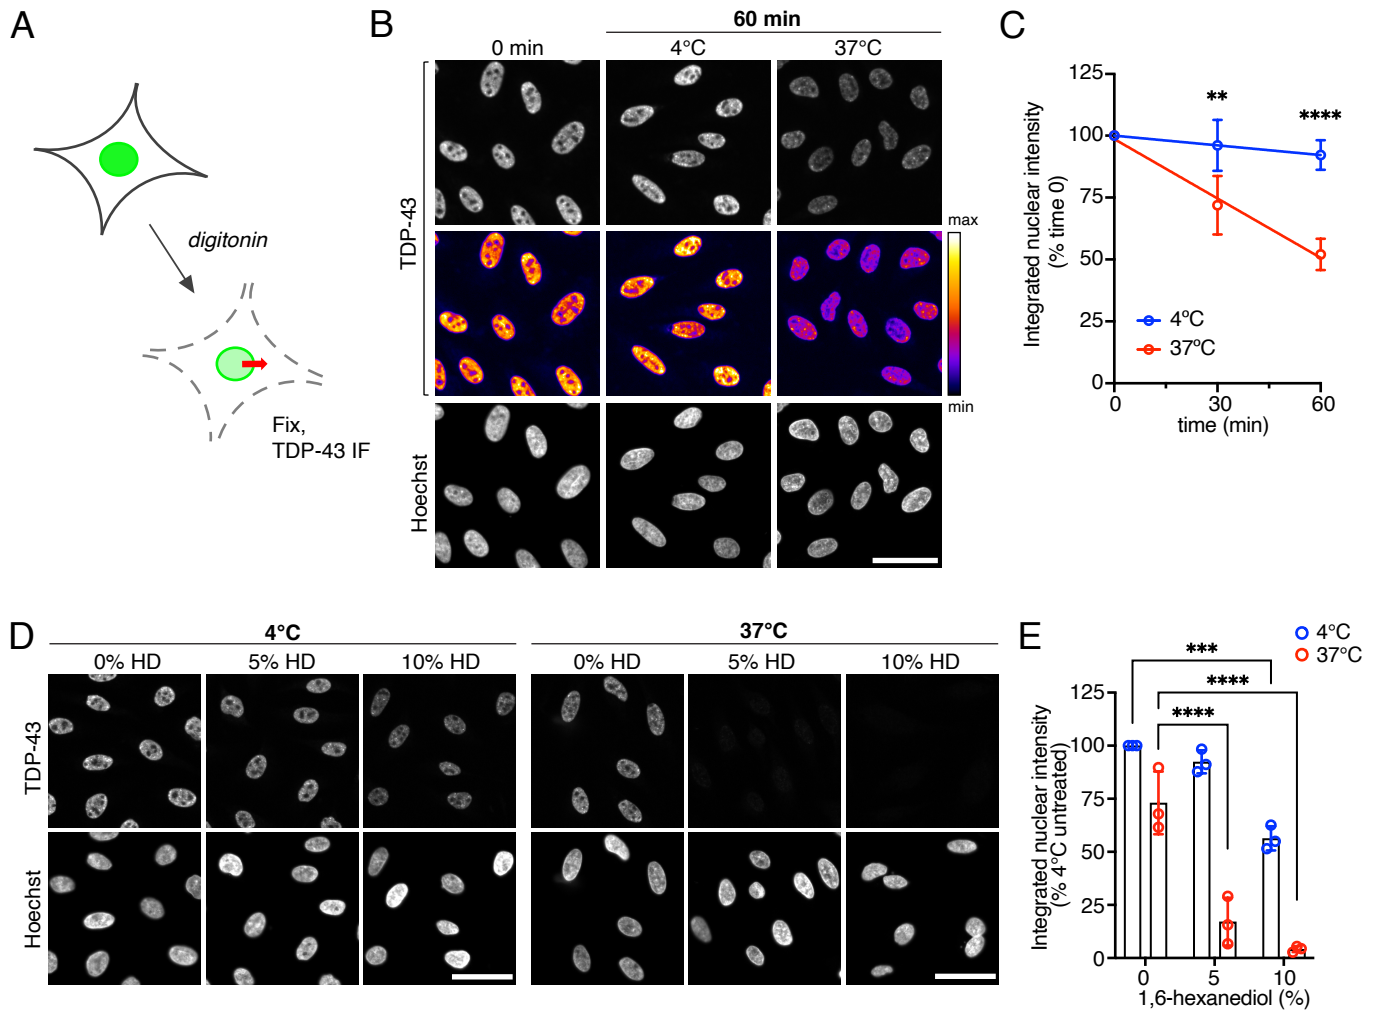 A
digitonin
Fix,
TDP-43 IF
B
60 min
0 min
4°C
37°C
TDP-43
Hoechst
max
min
C
Integrated nuclear intensity
(% time 0)
125
100
75
50
25
0
**
****
4ºC
37ºC
0
30
60
time (min)
D
4°C
37°C
0% HD
5% HD
10% HD
0% HD
5% HD
10% HD
TDP-43
Hoechst
E
4°C
37°C
***
****
****
Integrated nuclear intensity
(% 4°C untreated)
125
100
75
50
25
0
0
5
10
1,6-hexanediol (%)